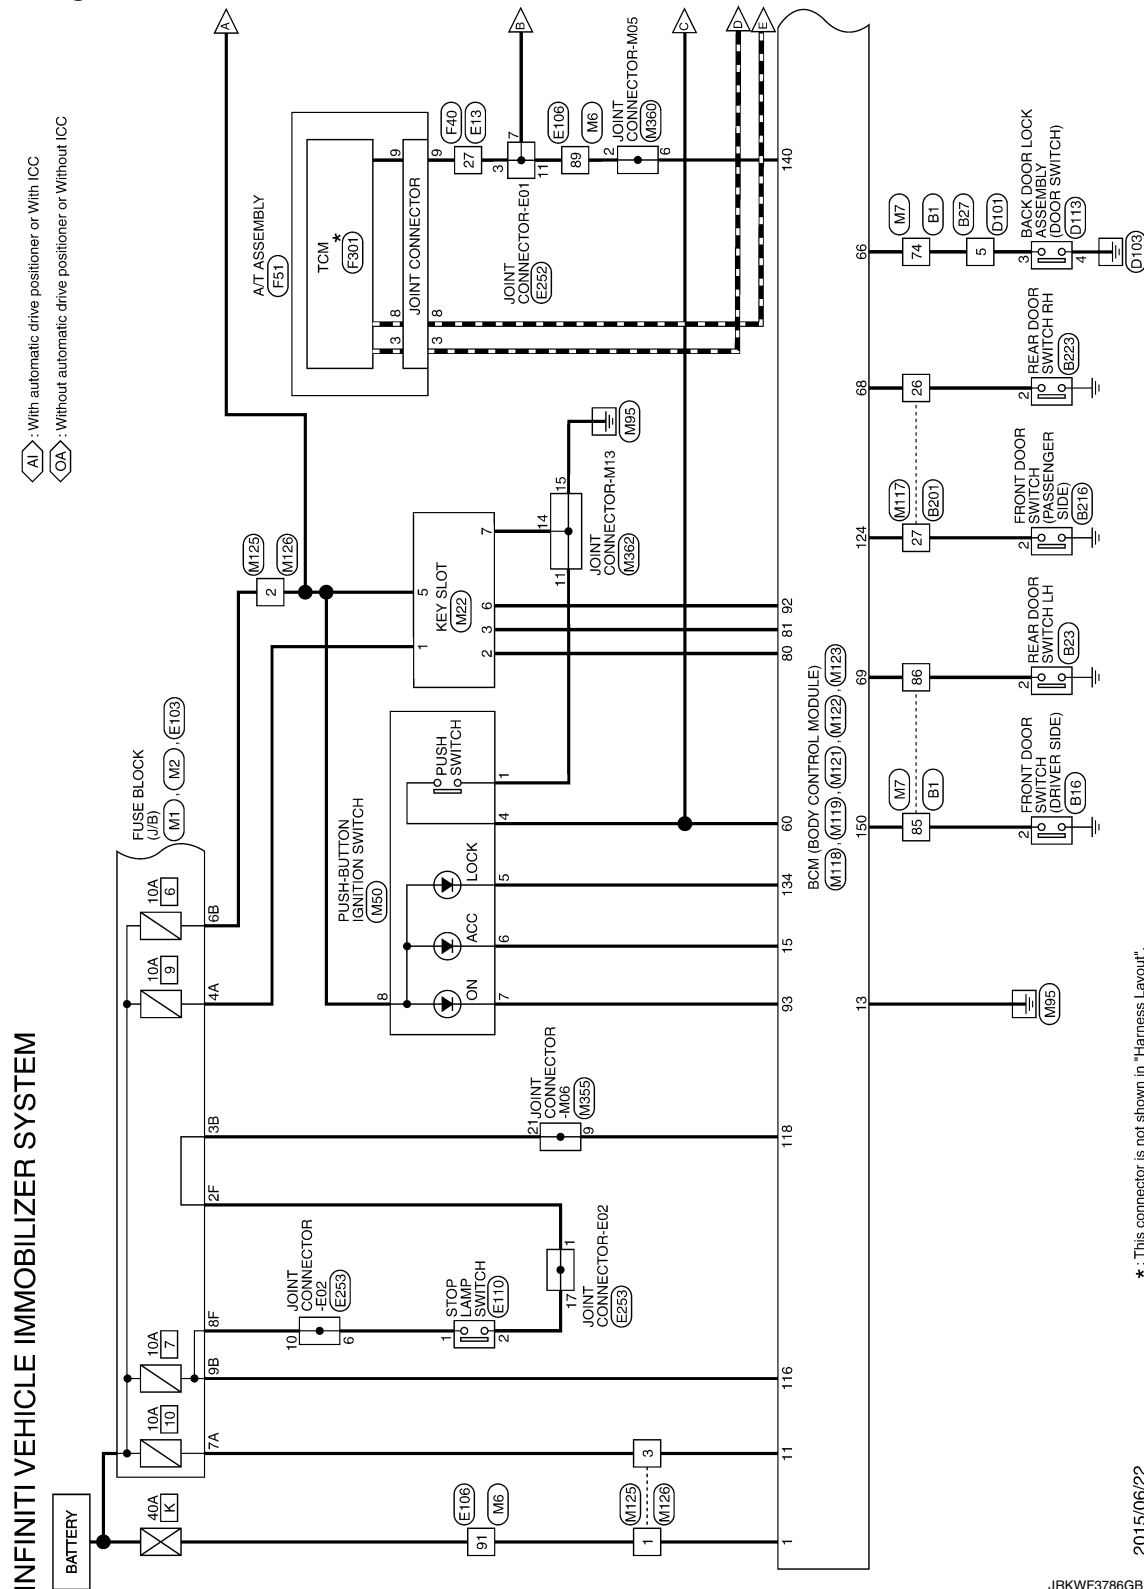 INFINITI VEHICLE IMMOBILIZER SYSTEM
AI : With automatic drive positioner or With ICC
OA : Without automatic drive positioner or Without ICC
BATTERY
40A
K
10A
10
10A
7
10A
9
10A
6
FUSE BLOCK
(J/B)
M1 , M2 , E103
7A
9B
8F
2F
3B
4A
6B
E106
M6
91
M125
M126
1
3
JOINT
CONNECTOR
-E02
E253
10
6
STOP
LAMP
SWITCH
E110
1
2
17
1
JOINT
CONNECTOR-E02
E253
21
JOINT
CONNECTOR
-M06
M355
9
PUSH-BUTTON
IGNITION SWITCH
M50
8
ON
ACC
LOCK
PUSH
SWITCH
7
6
5
4
1
M125
M126
2
1
5
KEY SLOT
M22
2
3
6
7
11
14
15
JOINT
CONNECTOR-M13
M362
M95
A/T ASSEMBLY
F51
TCM
*
F301
JOINT CONNECTOR
3
8
9
3
8
9
F40
E13
27
3
7
11
JOINT
CONNECTOR-E01
E252
E106
M6
89
JOINT
CONNECTOR-M05
M360
2
6
A
B
C
D
E
1
11
116
118
93
15
134
60
80
81
92
140
BCM (BODY CONTROL MODULE)
M118 , M119 , M121 , M122 , M123
13
150
69
124
68
66
M95
M7
B1
85
86
FRONT DOOR
SWITCH
(DRIVER SIDE)
B16
2
REAR DOOR
SWITCH LH
B23
2
M117
B201
27
26
FRONT DOOR
SWITCH
(PASSENGER
SIDE)
B216
2
REAR DOOR
SWITCH RH
B223
2
M7
B1
74
B27
D101
5
BACK DOOR LOCK
ASSEMBLY
(DOOR SWITCH)
D113
3
4
D103
* : This connector is not shown in "Harness Layout".
2015/06/22
JRKWF3786GB